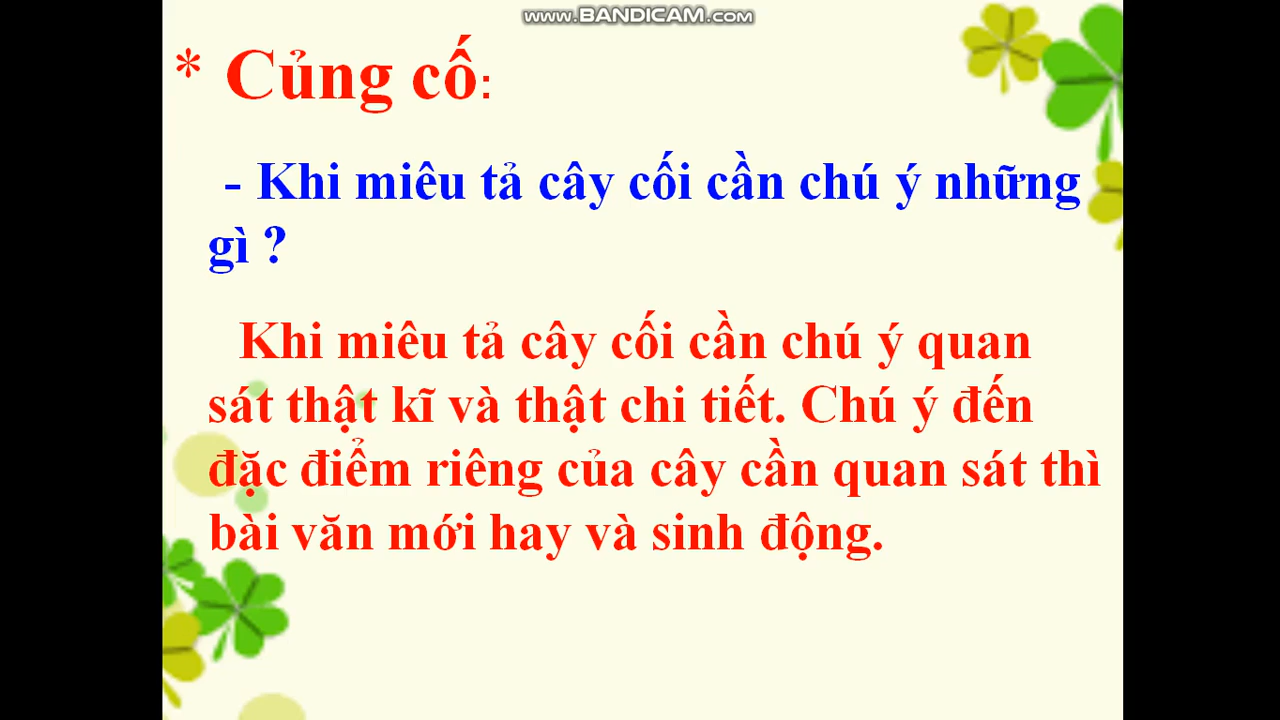 www.BANDICAM.com
* Củng cố:
- Khi miêu tả cây cối cần chú ý những
gì ?
Khi miêu tả cây cối cần chú ý quan
sát thật kĩ và thật chi tiết. Chú ý đến
đặc điểm riêng của cây cần quan sát thì
bài văn mới hay và sinh động.